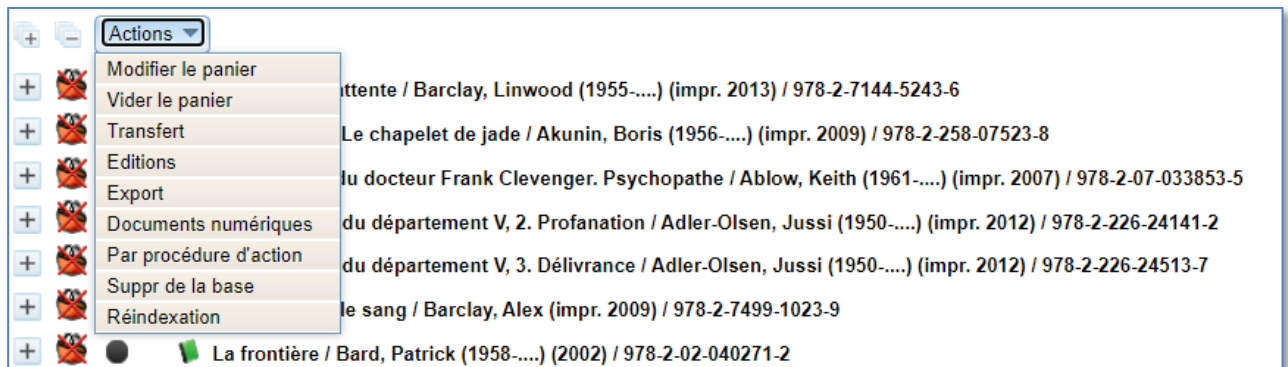 Actions
Modifier le panier
Vider le panier
Transfert
Editions
Export
Documents numériques
Par procédure d'action
Suppr de la base
Réindexation
ttente / Barclay, Linwood (1955-....) (impr. 2013) / 978-2-7144-5243-6
Le chapelet de jade / Akunin, Boris (1956-....) (impr. 2009) / 978-2-258-07523-8
du docteur Frank Clevenger. Psychopathe / Ablow, Keith (1961-....) (impr. 2007) / 978-2-07-033853-5
du département V, 2. Profanation / Adler-Olsen, Jussi (1950-....) (impr. 2012) / 978-2-226-24141-2
du département V, 3. Délivrance / Adler-Olsen, Jussi (1950-....) (impr. 2012) / 978-2-226-24513-7
le sang / Barclay, Alex (impr. 2009) / 978-2-7499-1023-9
La frontière / Bard, Patrick (1958-....) (2002) / 978-2-02-040271-2